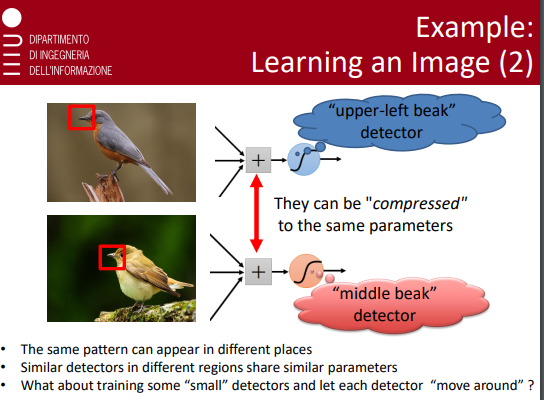 DIPARTIMENTO
DI INGEGNERIA
DELL'INFORMAZIONE
Example:
Learning an Image (2)
“upper-left beak”
detector
+
They can be "compressed"
to the same parameters
+
“middle beak”
detector
• The same pattern can appear in different places
• Similar detectors in different regions share similar parameters
• What about training some “small” detectors and let each detector “move around” ?